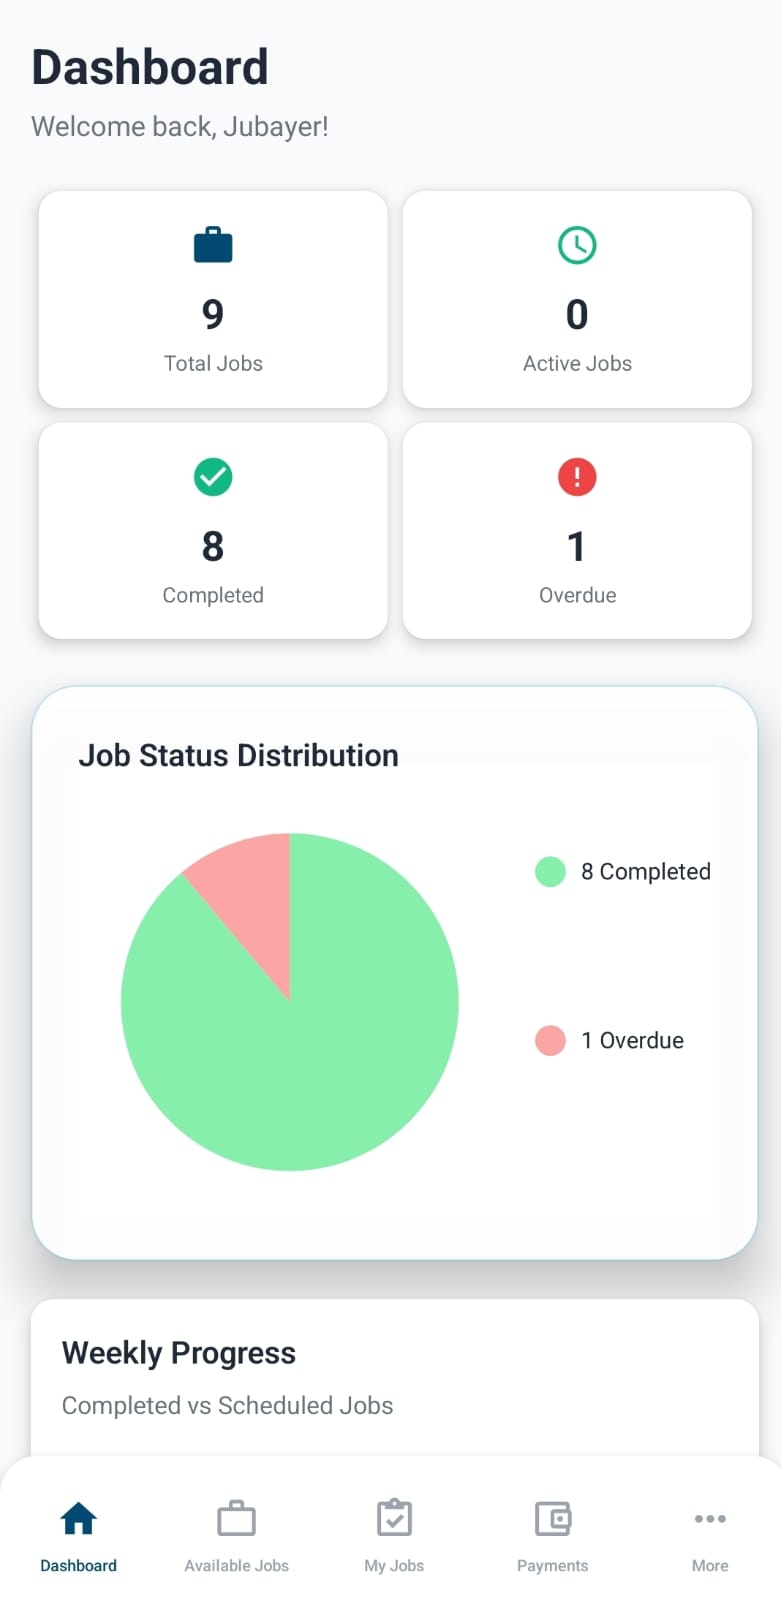 Dashboard
Welcome back, Jubayer!
9
Total Jobs
0
Active Jobs
8
Completed
1
Overdue
Job Status Distribution
8 Completed
1 Overdue
Weekly Progress
Completed vs Scheduled Jobs
Dashboard
Available Jobs
My Jobs
Payments
More